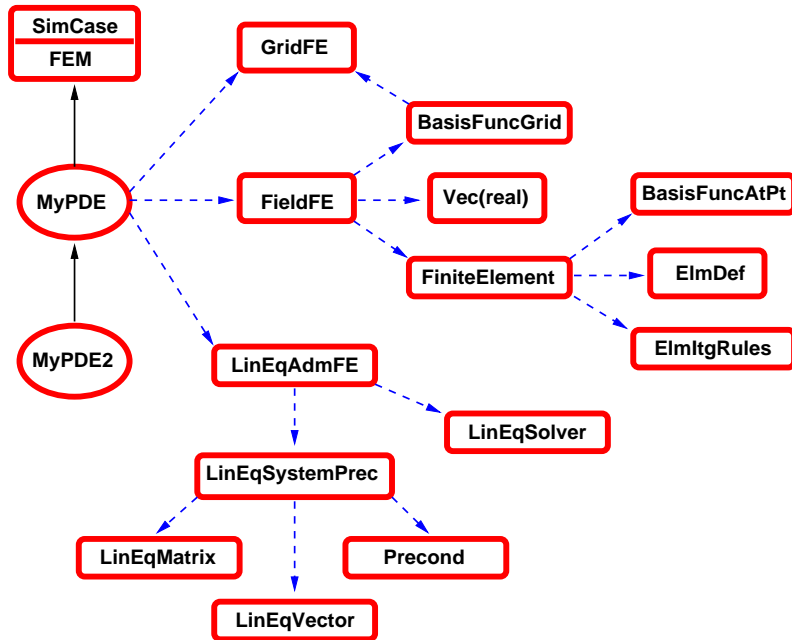 SimCase
FEM
GridFE
BasisFuncGrid
MyPDE
FieldFE
Vec(real)
BasisFuncAtPt
FiniteElement
ElmDef
MyPDE2
LinEqAdmFE
ElmItgRules
LinEqSolver
LinEqSystemPrec
LinEqMatrix
Precond
LinEqVector